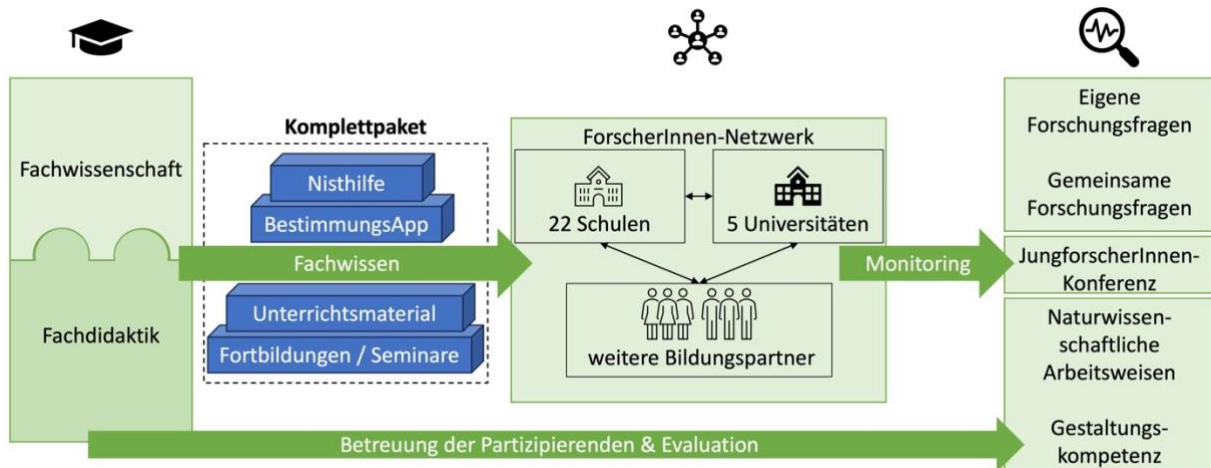 Fachwissenschaft
Fachdidaktik
Komplettpaket
Nisthilfe
BestimmungsApp
Fachwissen
Unterrichtsmaterial
Fortbildungen / Seminare
ForscherInnen-Netzwerk
22 Schulen
5 Universitäten
weitere Bildungspartner
Monitoring
Eigene
Forschungsfragen
Gemeinsame
Forschungsfragen
JungforscherInnen-
Konferenz
Naturwissen-
schaftliche
Arbeitsweisen
Gestaltungs-
kompetenz
Betreuung der Partizipierenden & Evaluation